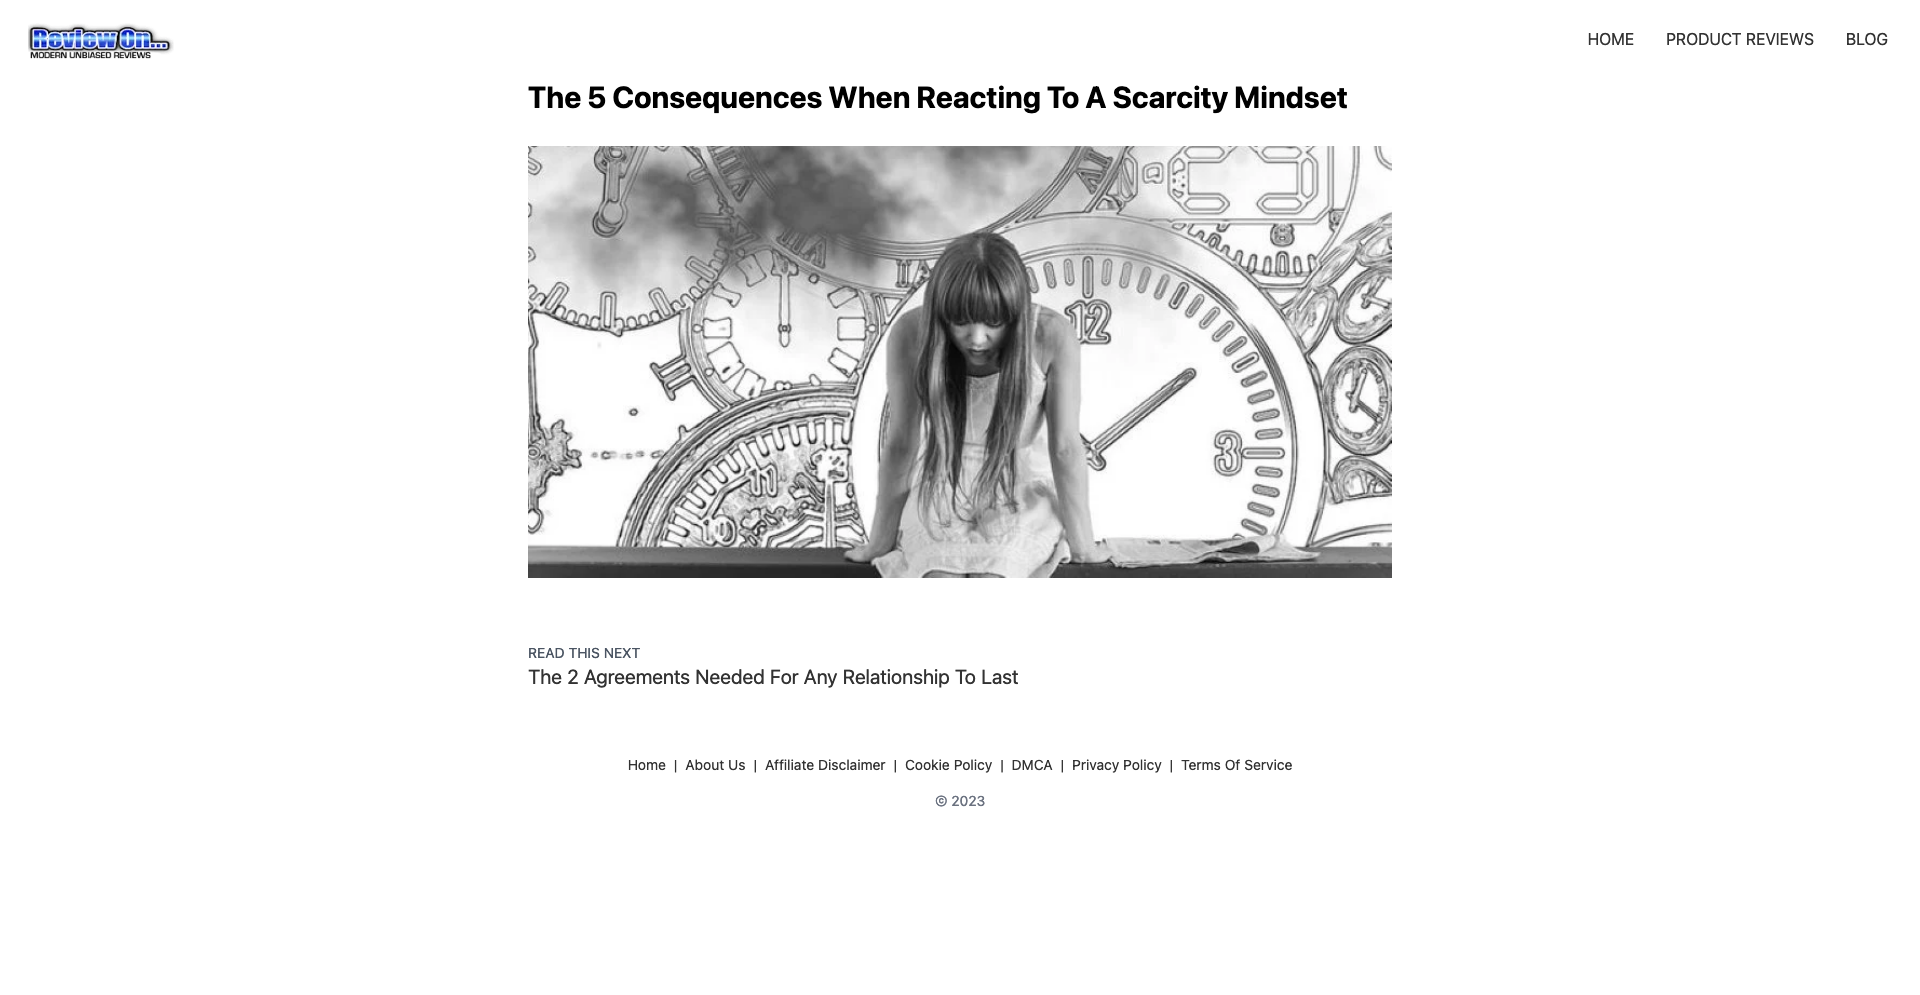 Review On...
MODERN UNBIASED REVIEWS
HOME PRODUCT REVIEWS BLOG
The 5 Consequences When Reacting To A Scarcity Mindset
12
3
READ THIS NEXT
The 2 Agreements Needed For Any Relationship To Last
Home | About Us | Affiliate Disclaimer | Cookie Policy | DMCA | Privacy Policy | Terms Of Service
© 2023